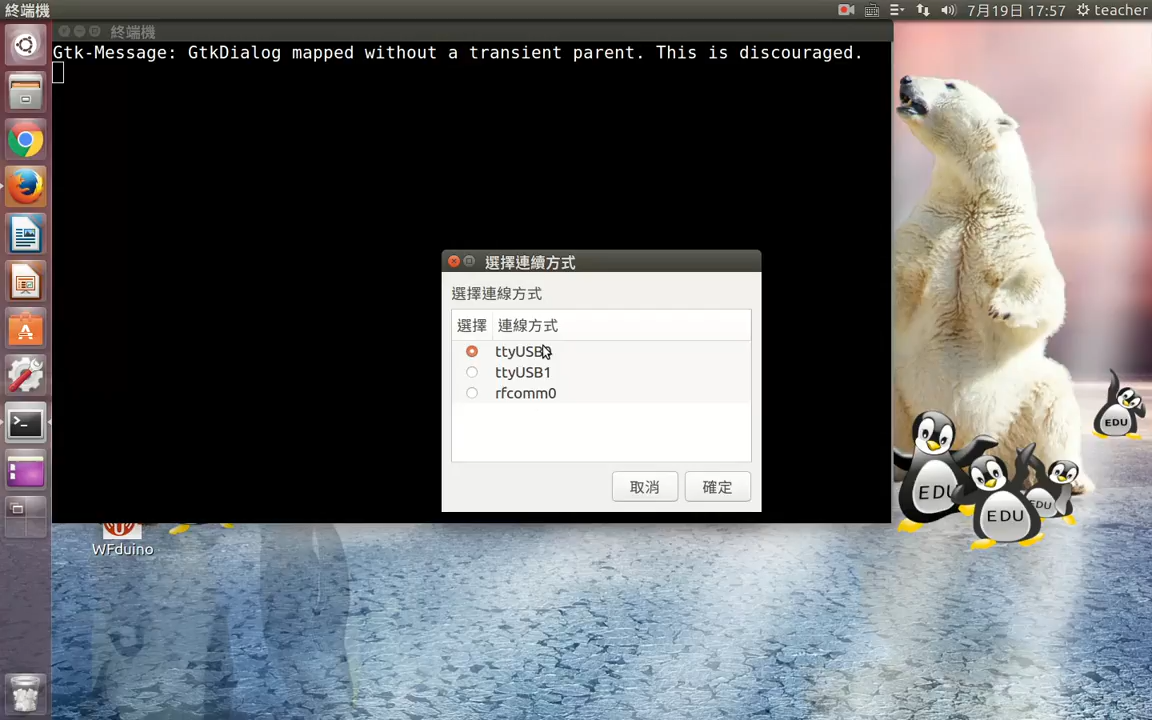 終端機
7月19日 17:57
teacher
終端機
Gtk-Message: GtkDialog mapped without a transient parent. This is discouraged.
選擇連續方式
選擇連線方式
選擇 連線方式
ttyUSB0
ttyUSB1
rfcomm0
取消 確定
WFduino
EDU
EDU
EDU
EDU